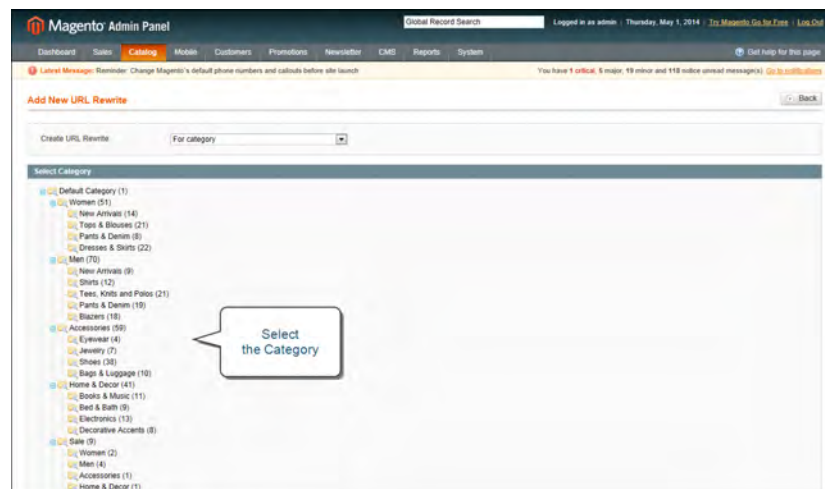 Magento Admin Panel
Global Record Search
Logged in as admin | Thursday, May 1, 2014 | Try Magento Go for Free | Log Out
Dashboard Sales Catalog Mobile Customers Promotions Newsletter CMS Reports System
Get help for this page
Latest Message: Reminder: Change Magento's default phone numbers and callouts before site launch
You have 1 critical, 5 major, 19 minor and 118 notice unread message(s). Go to notifications
Add New URL Rewrite
Back
Create URL Rewrite
For category
Select Category
Default Category (1)
Women (51)
New Arrivals (14)
Tops & Blouses (21)
Pants & Denim (8)
Dresses & Skirts (22)
Men (70)
New Arrivals (9)
Shirts (12)
Tees, Knits and Polos (21)
Pants & Denim (19)
Blazers (18)
Accessories (59)
Eyewear (4)
Jewelry (7)
Shoes (38)
Bags & Luggage (10)
Select
the Category
Home & Decor (41)
Books & Music (11)
Bed & Bath (9)
Electronics (13)
Decorative Accents (8)
Sale (9)
Women (2)
Men (4)
Accessories (1)
Home & Decor (1)